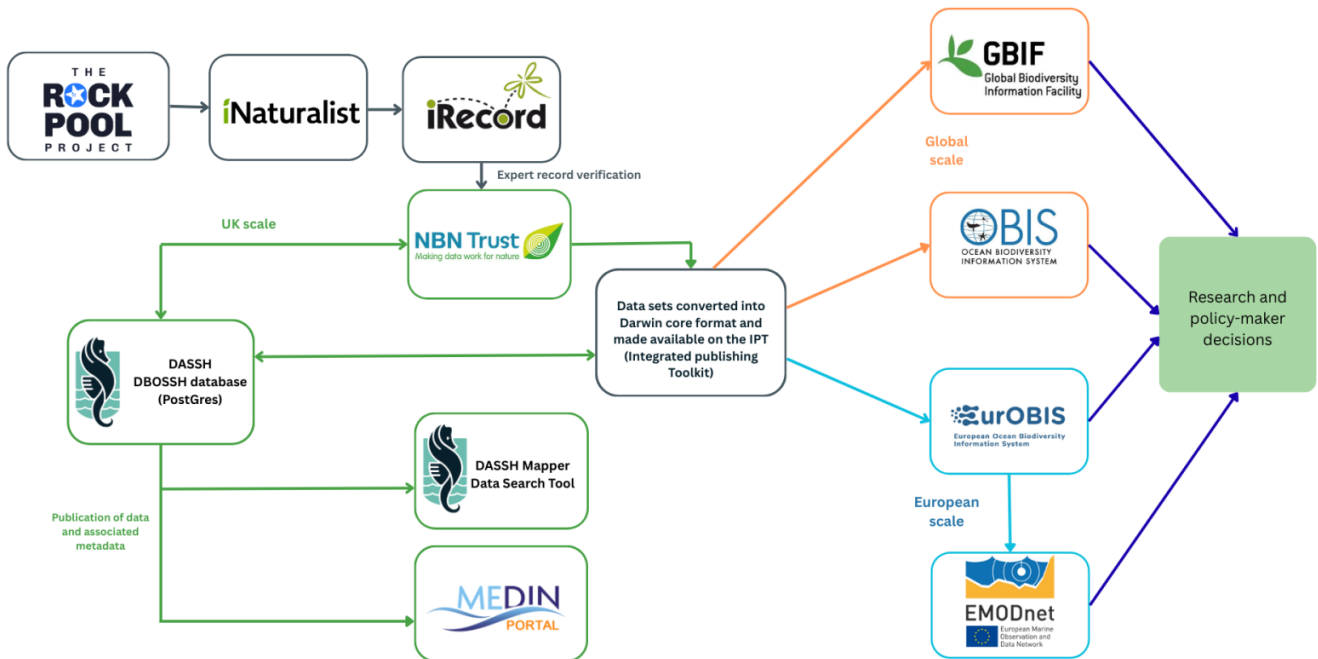 THE
ROCK
POOL
PROJECT
iNaturalist
iRecord
Expert record verification
UK scale
NBN Trust
Making data work for nature
GBIF
Global Biodiversity
Information Facility
Global
scale
OBIS
OCEAN BIODIVERSITY
INFORMATION SYSTEM
Data sets converted into
Darwin core format and
made available on the IPT
(Integrated publishing
Toolkit)
Research and
policy-maker
decisions
DASSH
DBOSSH database
(PostGres)
EurOBIS
European Ocean Biodiversity
Information System
DASSH Mapper
Data Search Tool
European
scale
Publication of data
and associated
metadata
MEDIN
PORTAL
EMODnet
European Marine
Observation and
Data Network